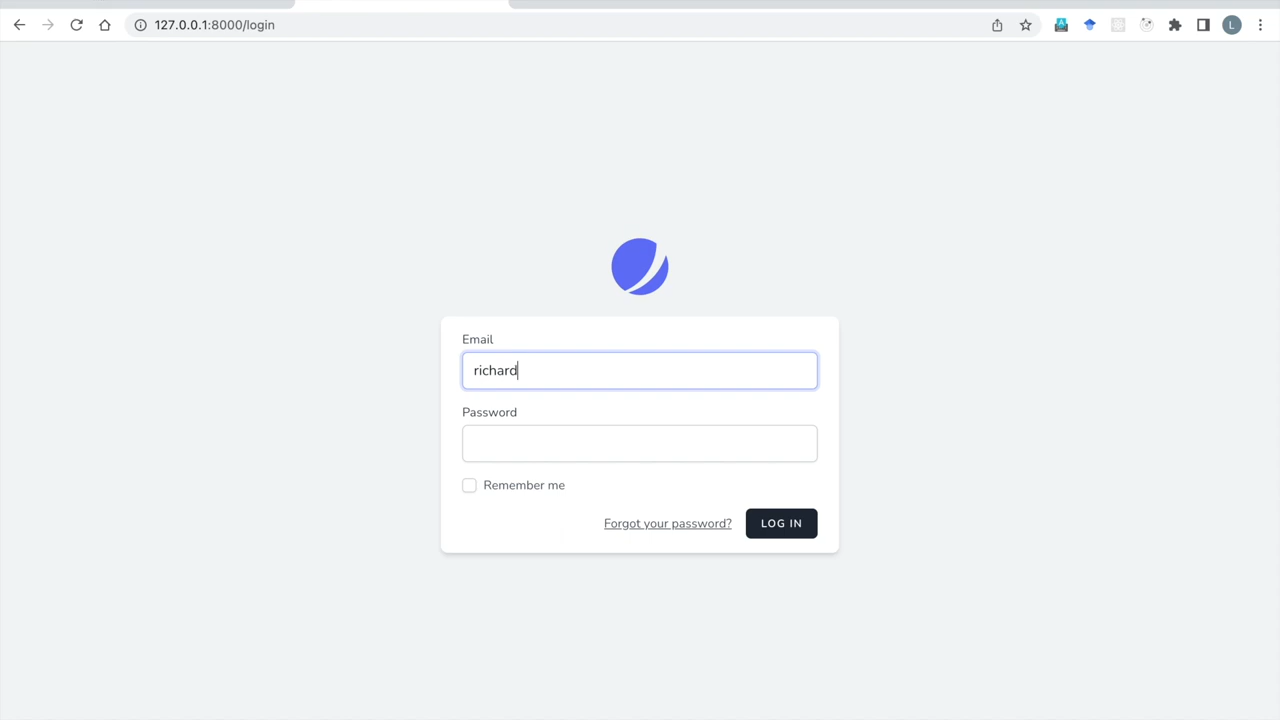 127.0.0.1:8000/login
L
Email
richard
Password
Remember me
Forgot your password?
LOG IN